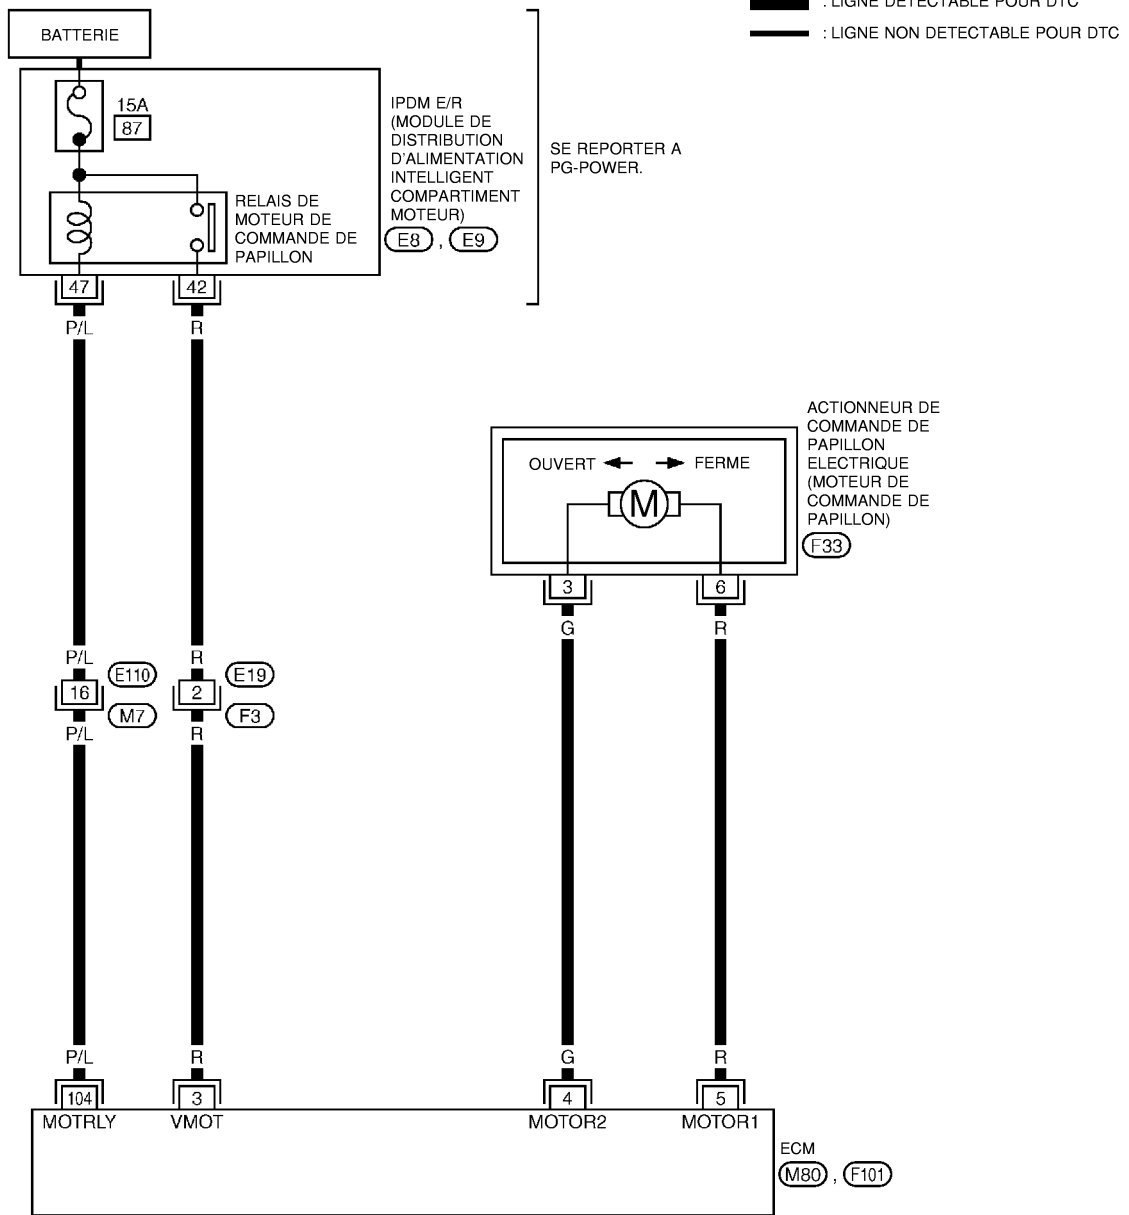 : LIGNE DETECTABLE POUR DTC
: LIGNE NON DETECTABLE POUR DTC
BATTERIE
15A
87
IPDM E/R
(MODULE DE
DISTRIBUTION
D'ALIMENTATION
INTELLIGENT
COMPARTIMENT
MOTEUR)
E8 , E9
SE REPORTER A
PG-POWER.
RELAIS DE
MOTEUR DE
COMMANDE DE
PAPILLON
47 42
P/L R
ACTIONNEUR DE
COMMANDE DE
PAPILLON
ELECTRIQUE
(MOTEUR DE
COMMANDE DE
PAPILLON)
F33
OUVERT FERME
M
3 6
G R
P/L R
E110 E19
16 2
M7 F3
P/L R
P/L R G R
104 3 4 5
MOTRLY VMOT MOTOR2 MOTOR1
ECM
M80 , F101